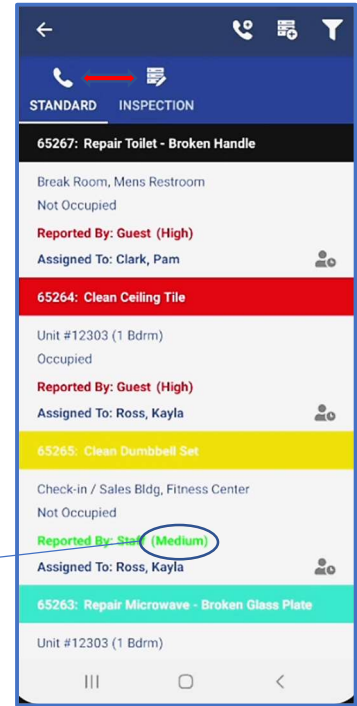 STANDARD INSPECTION
65267: Repair Toilet - Broken Handle
Break Room, Mens Restroom
Not Occupied
Reported By: Guest (High)
Assigned To: Clark, Pam
65264: Clean Ceiling Tile
Unit #12303 (1 Bdrm)
Occupied
Reported By: Guest (High)
Assigned To: Ross, Kayla
65265: Clean Dumbbell Set
Check-in / Sales Bldg, Fitness Center
Not Occupied
Reported By: Staff (Medium)
Assigned To: Ross, Kayla
65263: Repair Microwave - Broken Glass Plate
Unit #12303 (1 Bdrm)